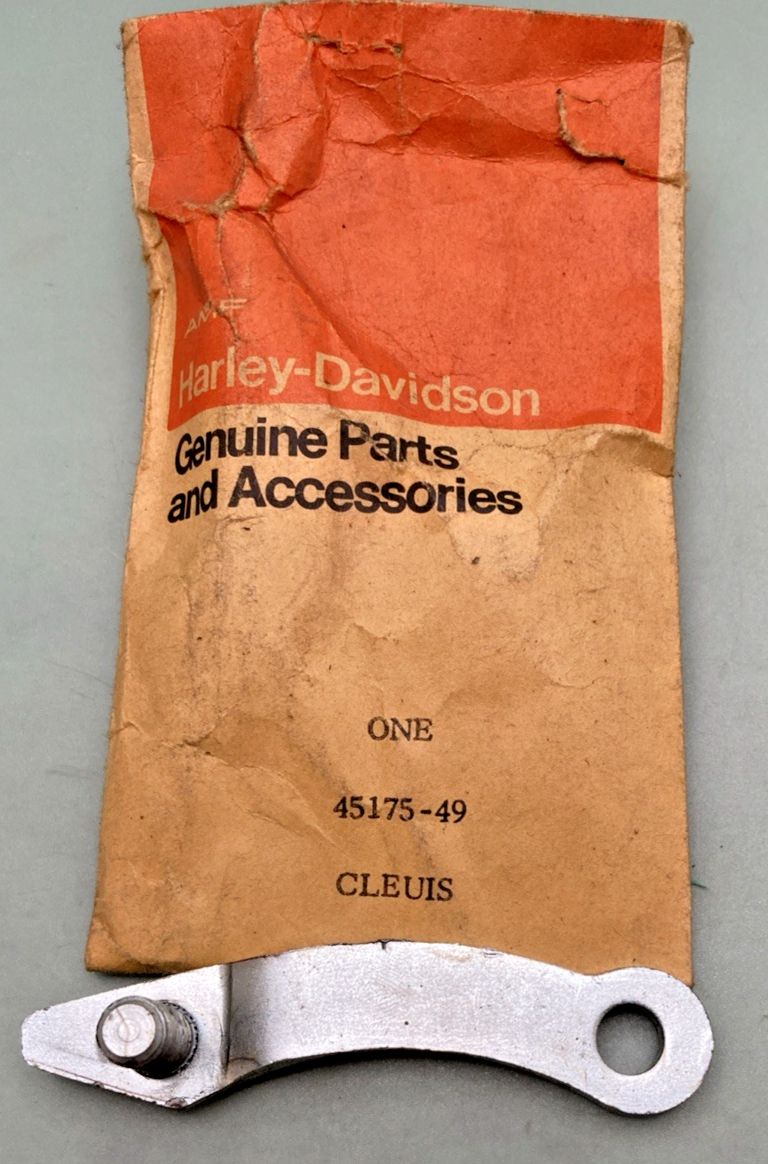 AMF
Harley-Davidson
Genuine Parts
and Accessories
ONE
45175-49
CLEUIS